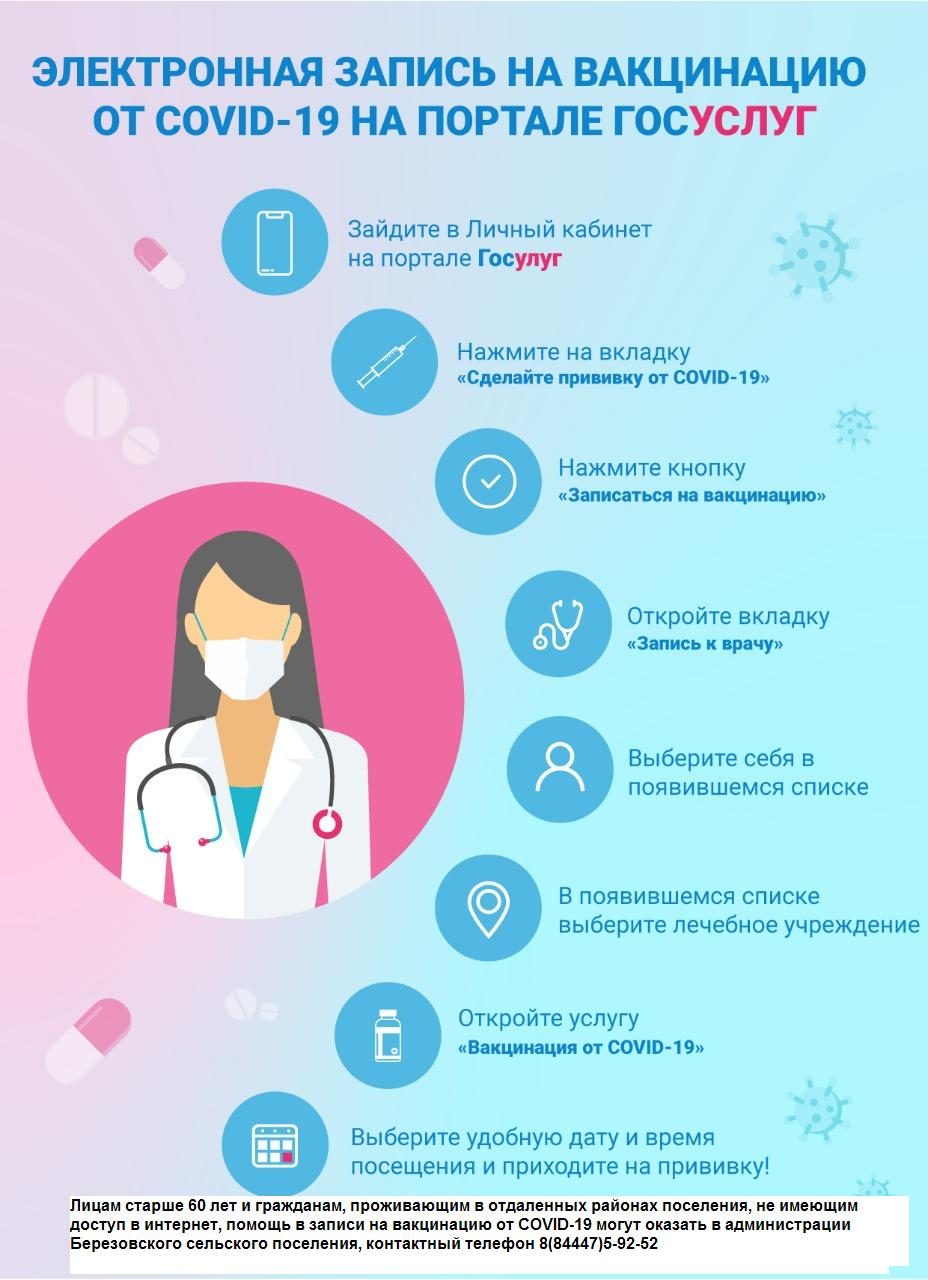 ЭЛЕКТРОННАЯ ЗАПИСЬ НА ВАКЦИНАЦИЮ
ОТ COVID-19 НА ПОРТАЛЕ ГОСУСЛУГ
Зайдите в Личный кабинет
на портале Госулуг
Нажмите на вкладку
«Сделайте прививку от COVID-19»
Нажмите кнопку
«Записаться на вакцинацию»
Откройте вкладку
«Запись к врачу»
Выберите себя в
появившемся списке
В появившемся списке
выберите лечебное учреждение
Откройте услугу
«Вакцинация от COVID-19»
Выберите удобную дату и время
посещения и приходите на прививку!
Лицам старше 60 лет и гражданам, проживающим в отдаленных районах поселения, не имеющим
доступ в интернет, помощь в записи на вакцинацию от COVID-19 могут оказать в администрации
Березовского сельского поселения, контактный телефон 8(84447)5-92-52